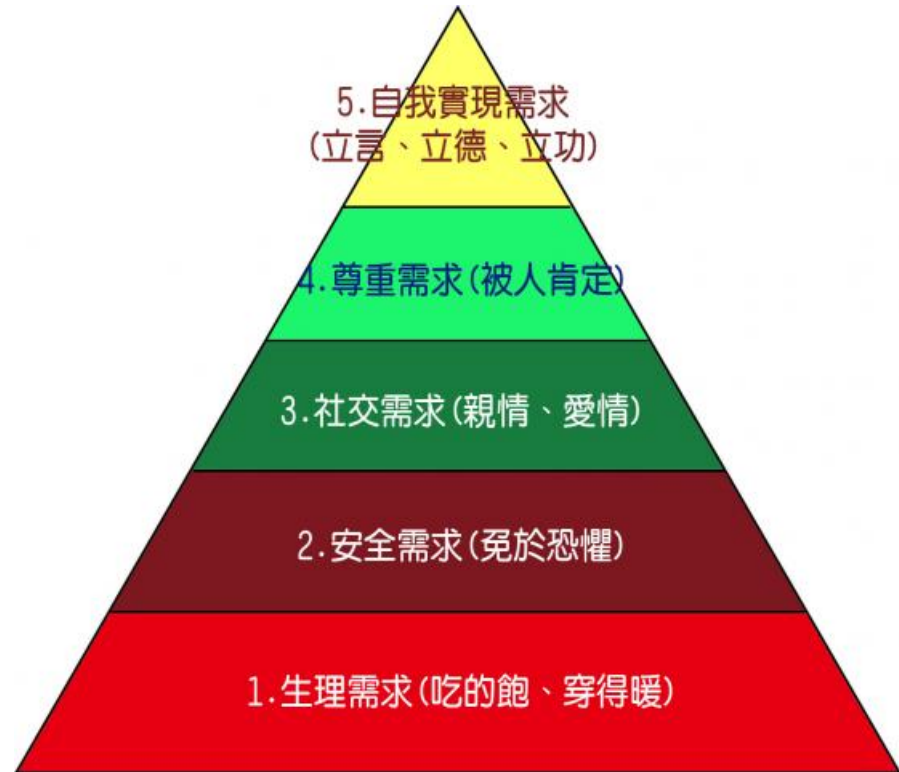 5.自我實現需求
(立言、立德、立功)
4.尊重需求(被人肯定)
3.社交需求(親情、愛情)
2.安全需求(免於恐懼)
1.生理需求(吃的飽、穿得暖)